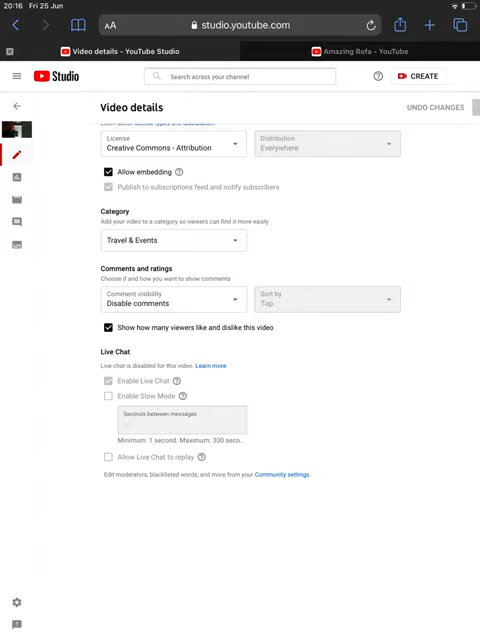 20:16 Fri 25 Jun
AA studio.youtube.com
Video details - YouTube Studio
Amazing Rofa - YouTube
Studio
Search across your channel
CREATE
Video details
UNDO CHANGES
Learn about license types and distribution.
License
Creative Commons - Attribution
Distribution
Everywhere
Allow embedding
Publish to subscriptions feed and notify subscribers
Category
Add your video to a category so viewers can find it more easily
Travel & Events
Comments and ratings
Choose if and how you want to show comments
Comment visibility
Disable comments
Sort by
Top
Show how many viewers like and dislike this video
Live Chat
Live chat is disabled for this video. Learn more
Enable Live Chat
Enable Slow Mode
Seconds between messages
Minimum: 1 second. Maximum: 300 seco...
Allow Live Chat to replay
Edit moderators, blacklisted words, and more from your Community settings.